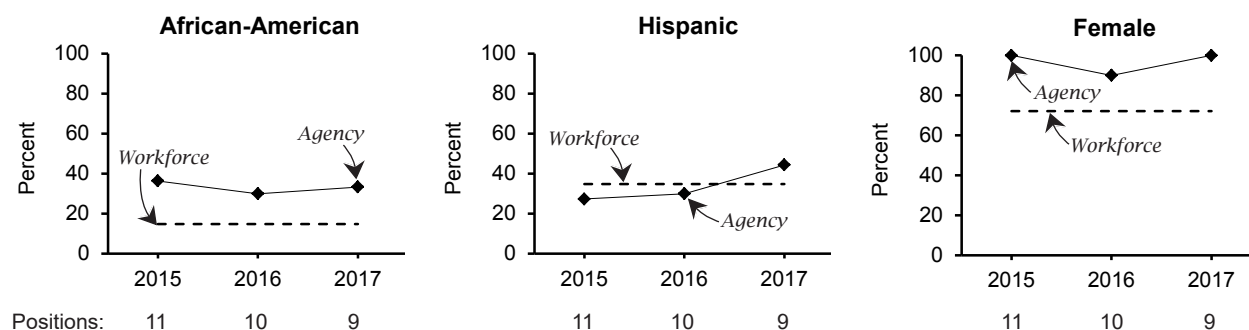 African-American
Percent
100
80
60
40
20
0
Workforce
Agency
2015 2016 2017
Positions: 11 10 9
Hispanic
Percent
100
80
60
40
20
0
Workforce
Agency
2015 2016 2017
11 10 9
Female
Percent
100
80
60
40
20
0
Agency
Workforce
2015 2016 2017
11 10 9